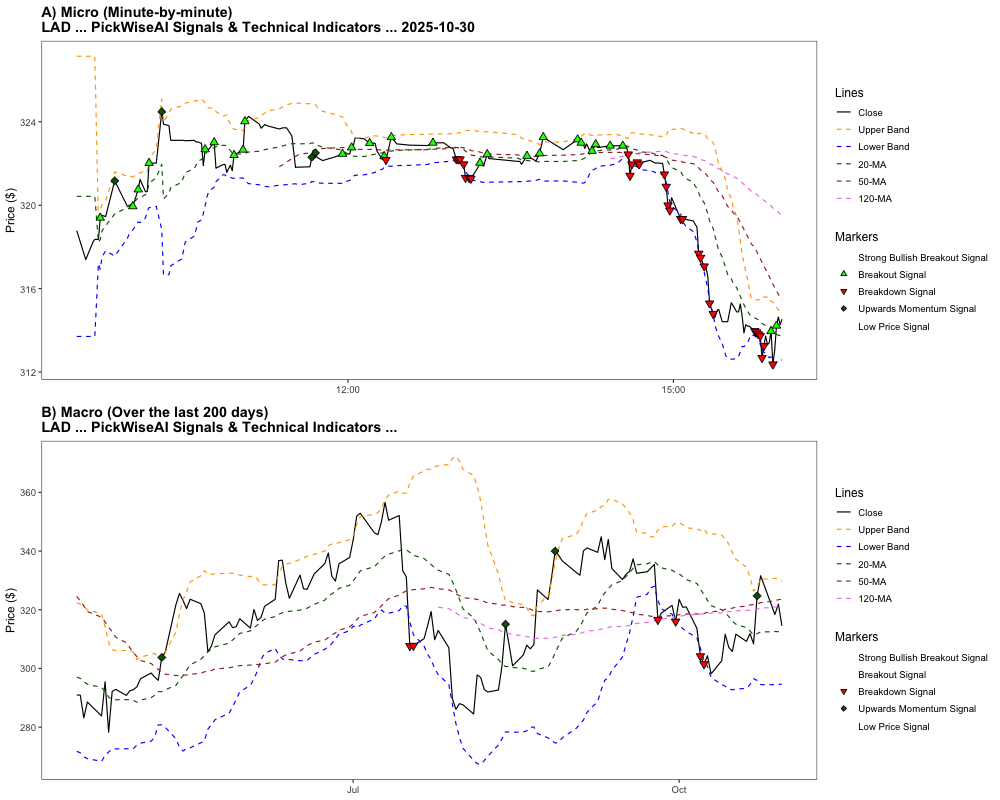 A) Micro (Minute-by-minute)
LAD ... PickWiseAI Signals & Technical Indicators ... 2025-10-30
Price ($)
324
320
316
312
12:00
15:00
Lines
Close
Upper Band
Lower Band
20-MA
50-MA
120-MA
Markers
Strong Bullish Breakout Signal
Breakout Signal
Breakdown Signal
Upwards Momentum Signal
Low Price Signal
B) Macro (Over the last 200 days)
LAD ... PickWiseAI Signals & Technical Indicators ...
Price ($)
360
340
320
300
280
Jul
Oct
Lines
Close
Upper Band
Lower Band
20-MA
50-MA
120-MA
Markers
Strong Bullish Breakout Signal
Breakout Signal
Breakdown Signal
Upwards Momentum Signal
Low Price Signal